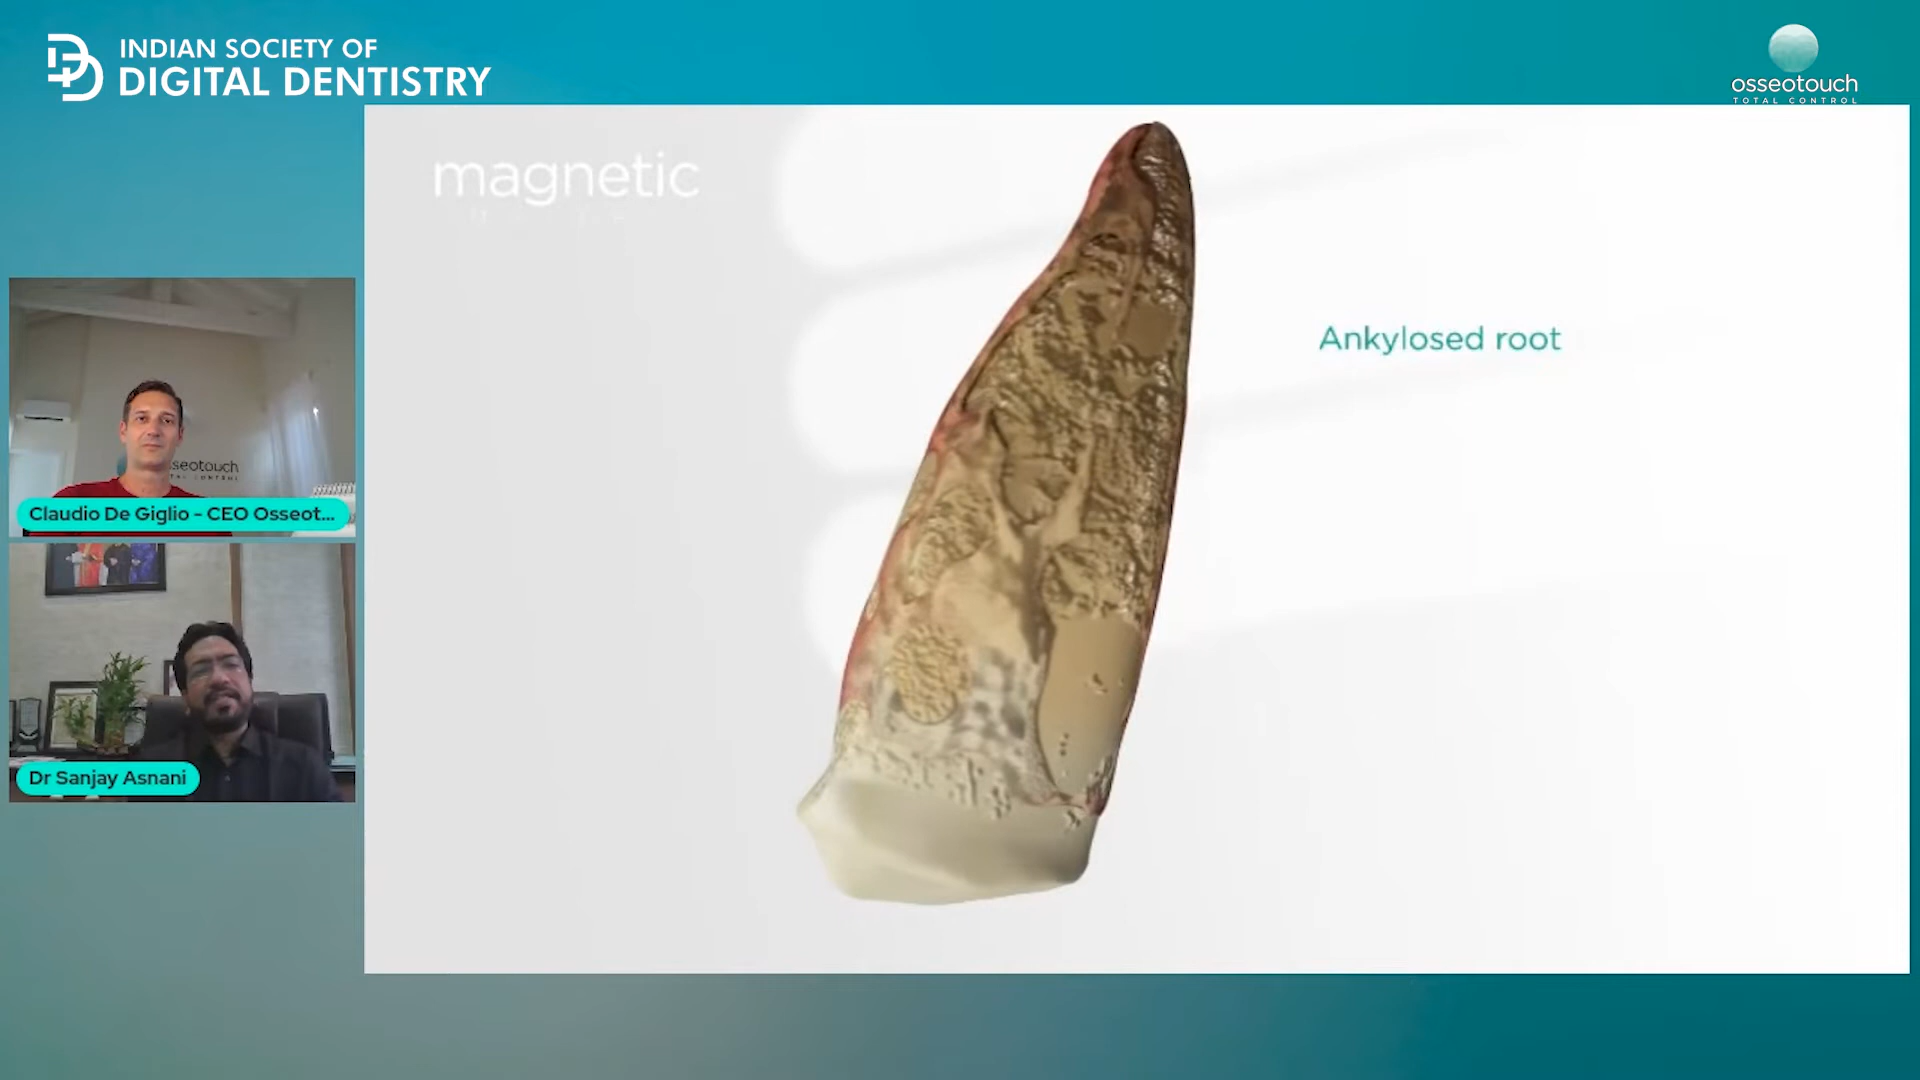 INDIAN SOCIETY OF
DIGITAL DENTISTRY
osseotouch
TOTAL CONTROL
magnetic
Ankylosed root
sseotouch
Claudio De Giglio - CEO Osseot...
Dr Sanjay Asnani